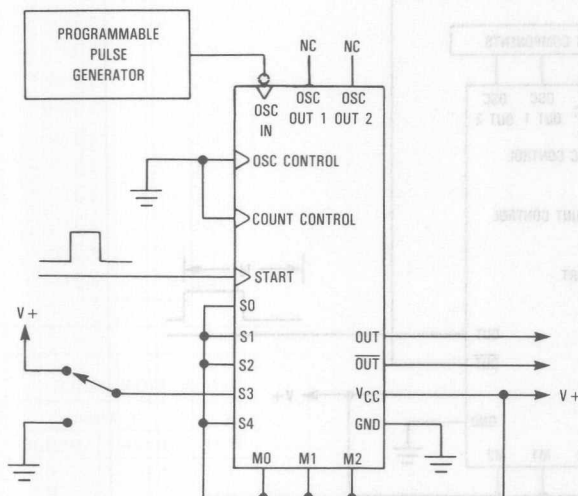 PROGRAMMABLE
PULSE
GENERATOR
NC NC
OSC OSC OSC
IN OUT 1 OUT 2
OSC CONTROL
COUNT CONTROL
START
S0
V+
S1 OUT
S2 OUT
S3 VCC V+
S4 GND
M0 M1 M2